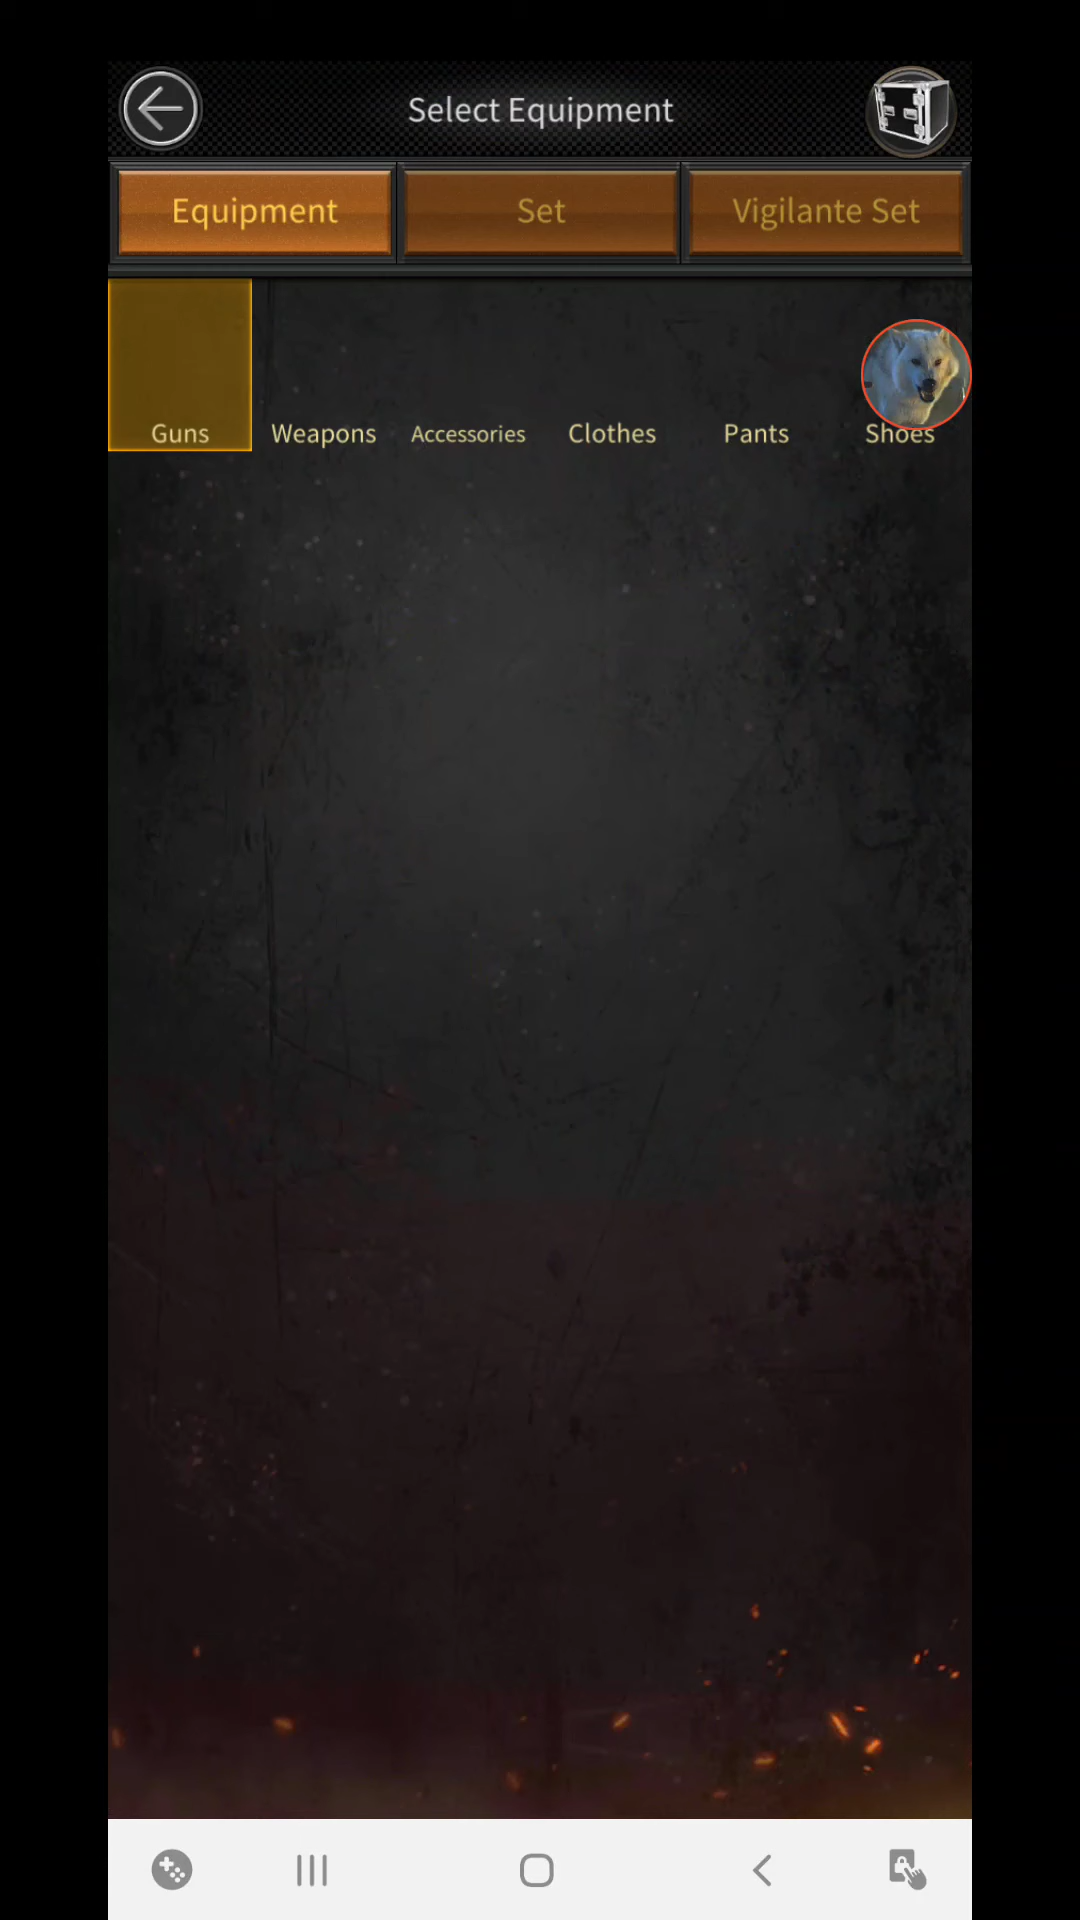 Select Equipment
Equipment Set Vigilante Set
Guns Weapons Accessories Clothes Pants Shoes